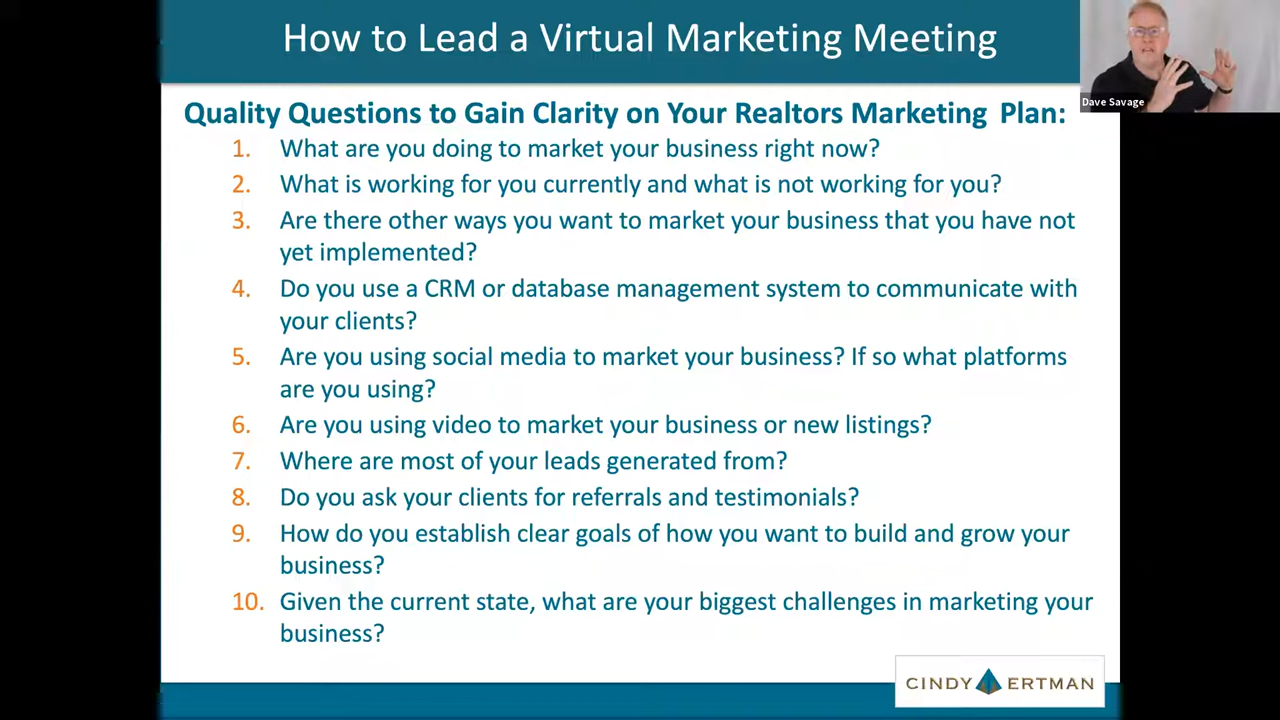 How to Lead a Virtual Marketing Meeting
Dave Savage
Quality Questions to Gain Clarity on Your Realtors Marketing Plan:
1. What are you doing to market your business right now?
2. What is working for you currently and what is not working for you?
3. Are there other ways you want to market your business that you have not
yet implemented?
4. Do you use a CRM or database management system to communicate with
your clients?
5. Are you using social media to market your business? If so what platforms
are you using?
6. Are you using video to market your business or new listings?
7. Where are most of your leads generated from?
8. Do you ask your clients for referrals and testimonials?
9. How do you establish clear goals of how you want to build and grow your
business?
10. Given the current state, what are your biggest challenges in marketing your
business?
CINDY ERTMAN